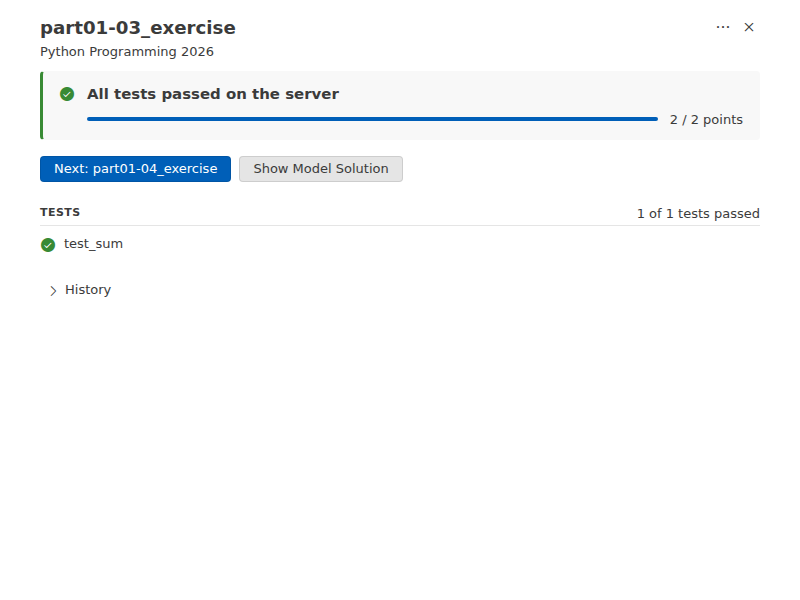 part01-03_exercise
Python Programming 2026
All tests passed on the server
2 / 2 points
Next: part01-04_exercise
Show Model Solution
TESTS
1 of 1 tests passed
test_sum
History